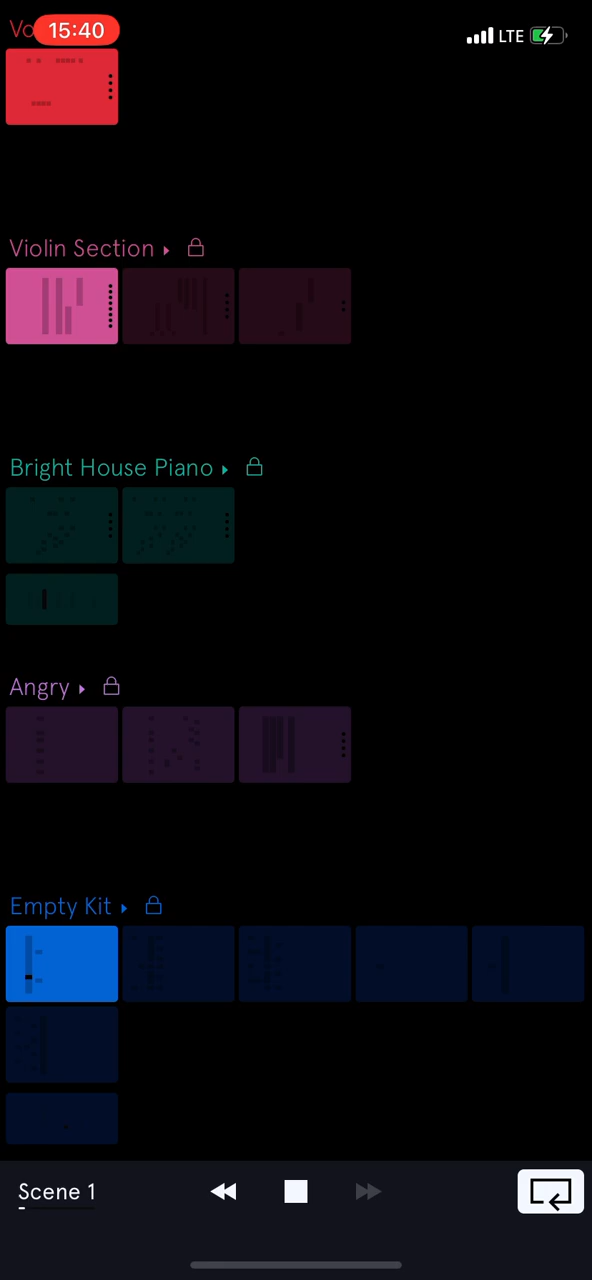 15:40
LTE
Violin Section
Bright House Piano
Angry
Empty Kit
Scene 1